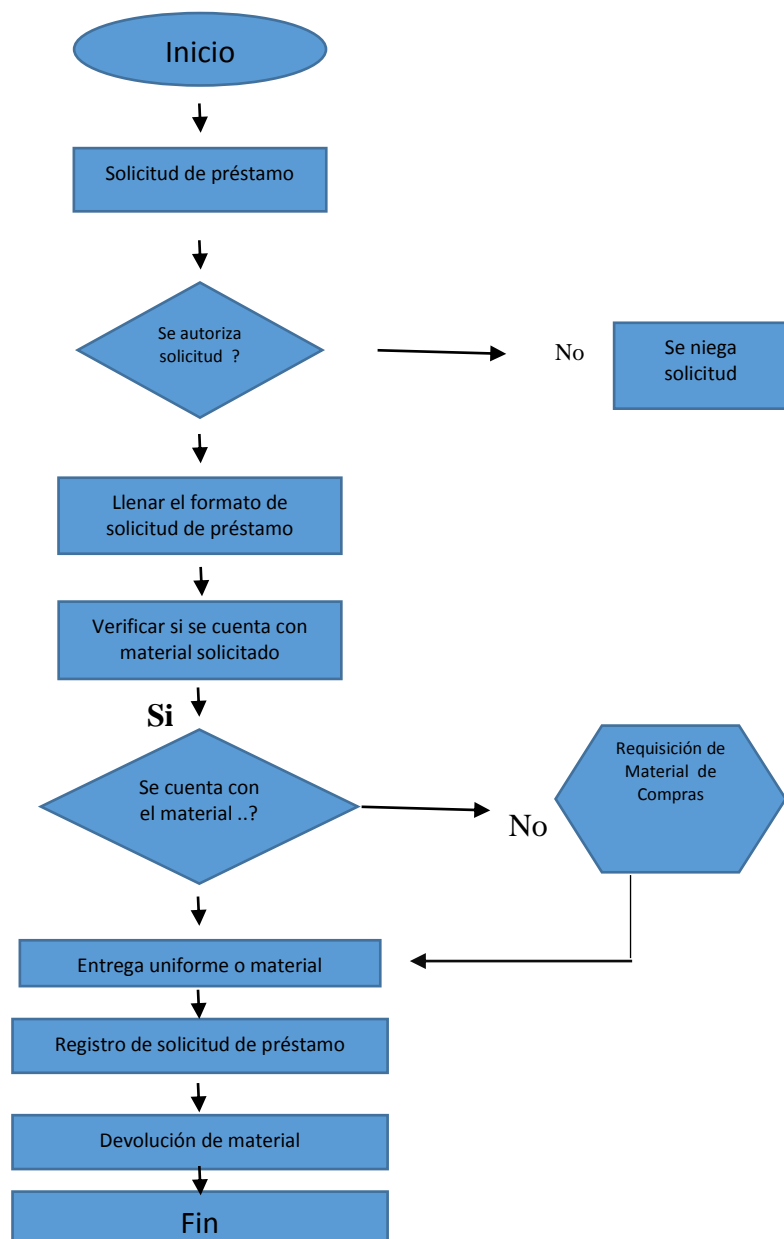 Inicio
Solicitud de préstamo
Se autoriza
solicitud ?
No
Se niega
solicitud
Llenar el formato de
solicitud de préstamo
Verificar si se cuenta con
material solicitado
Si
Se cuenta con
el material ..?
No
Requisición de
Material de
Compras
Entrega uniforme o material
Registro de solicitud de préstamo
Devolución de material
Fin